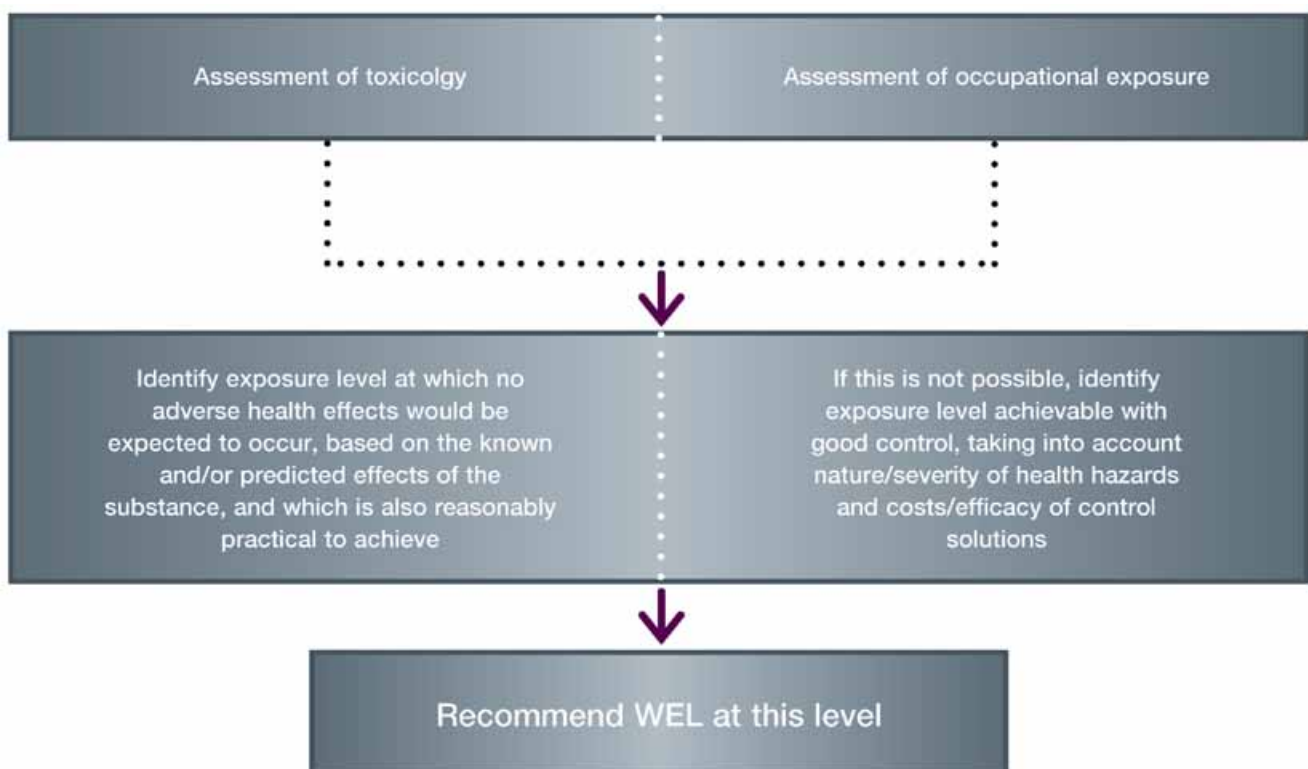 Assessment of toxicolgy
Assessment of occupational exposure
Identify exposure level at which no
adverse health effects would be
expected to occur, based on the known
and/or predicted effects of the
substance, and which is also reasonably
practical to achieve
If this is not possible, identify
exposure level achievable with
good control, taking into account
nature/severity of health hazards
and costs/efficacy of control
solutions
Recommend WEL at this level